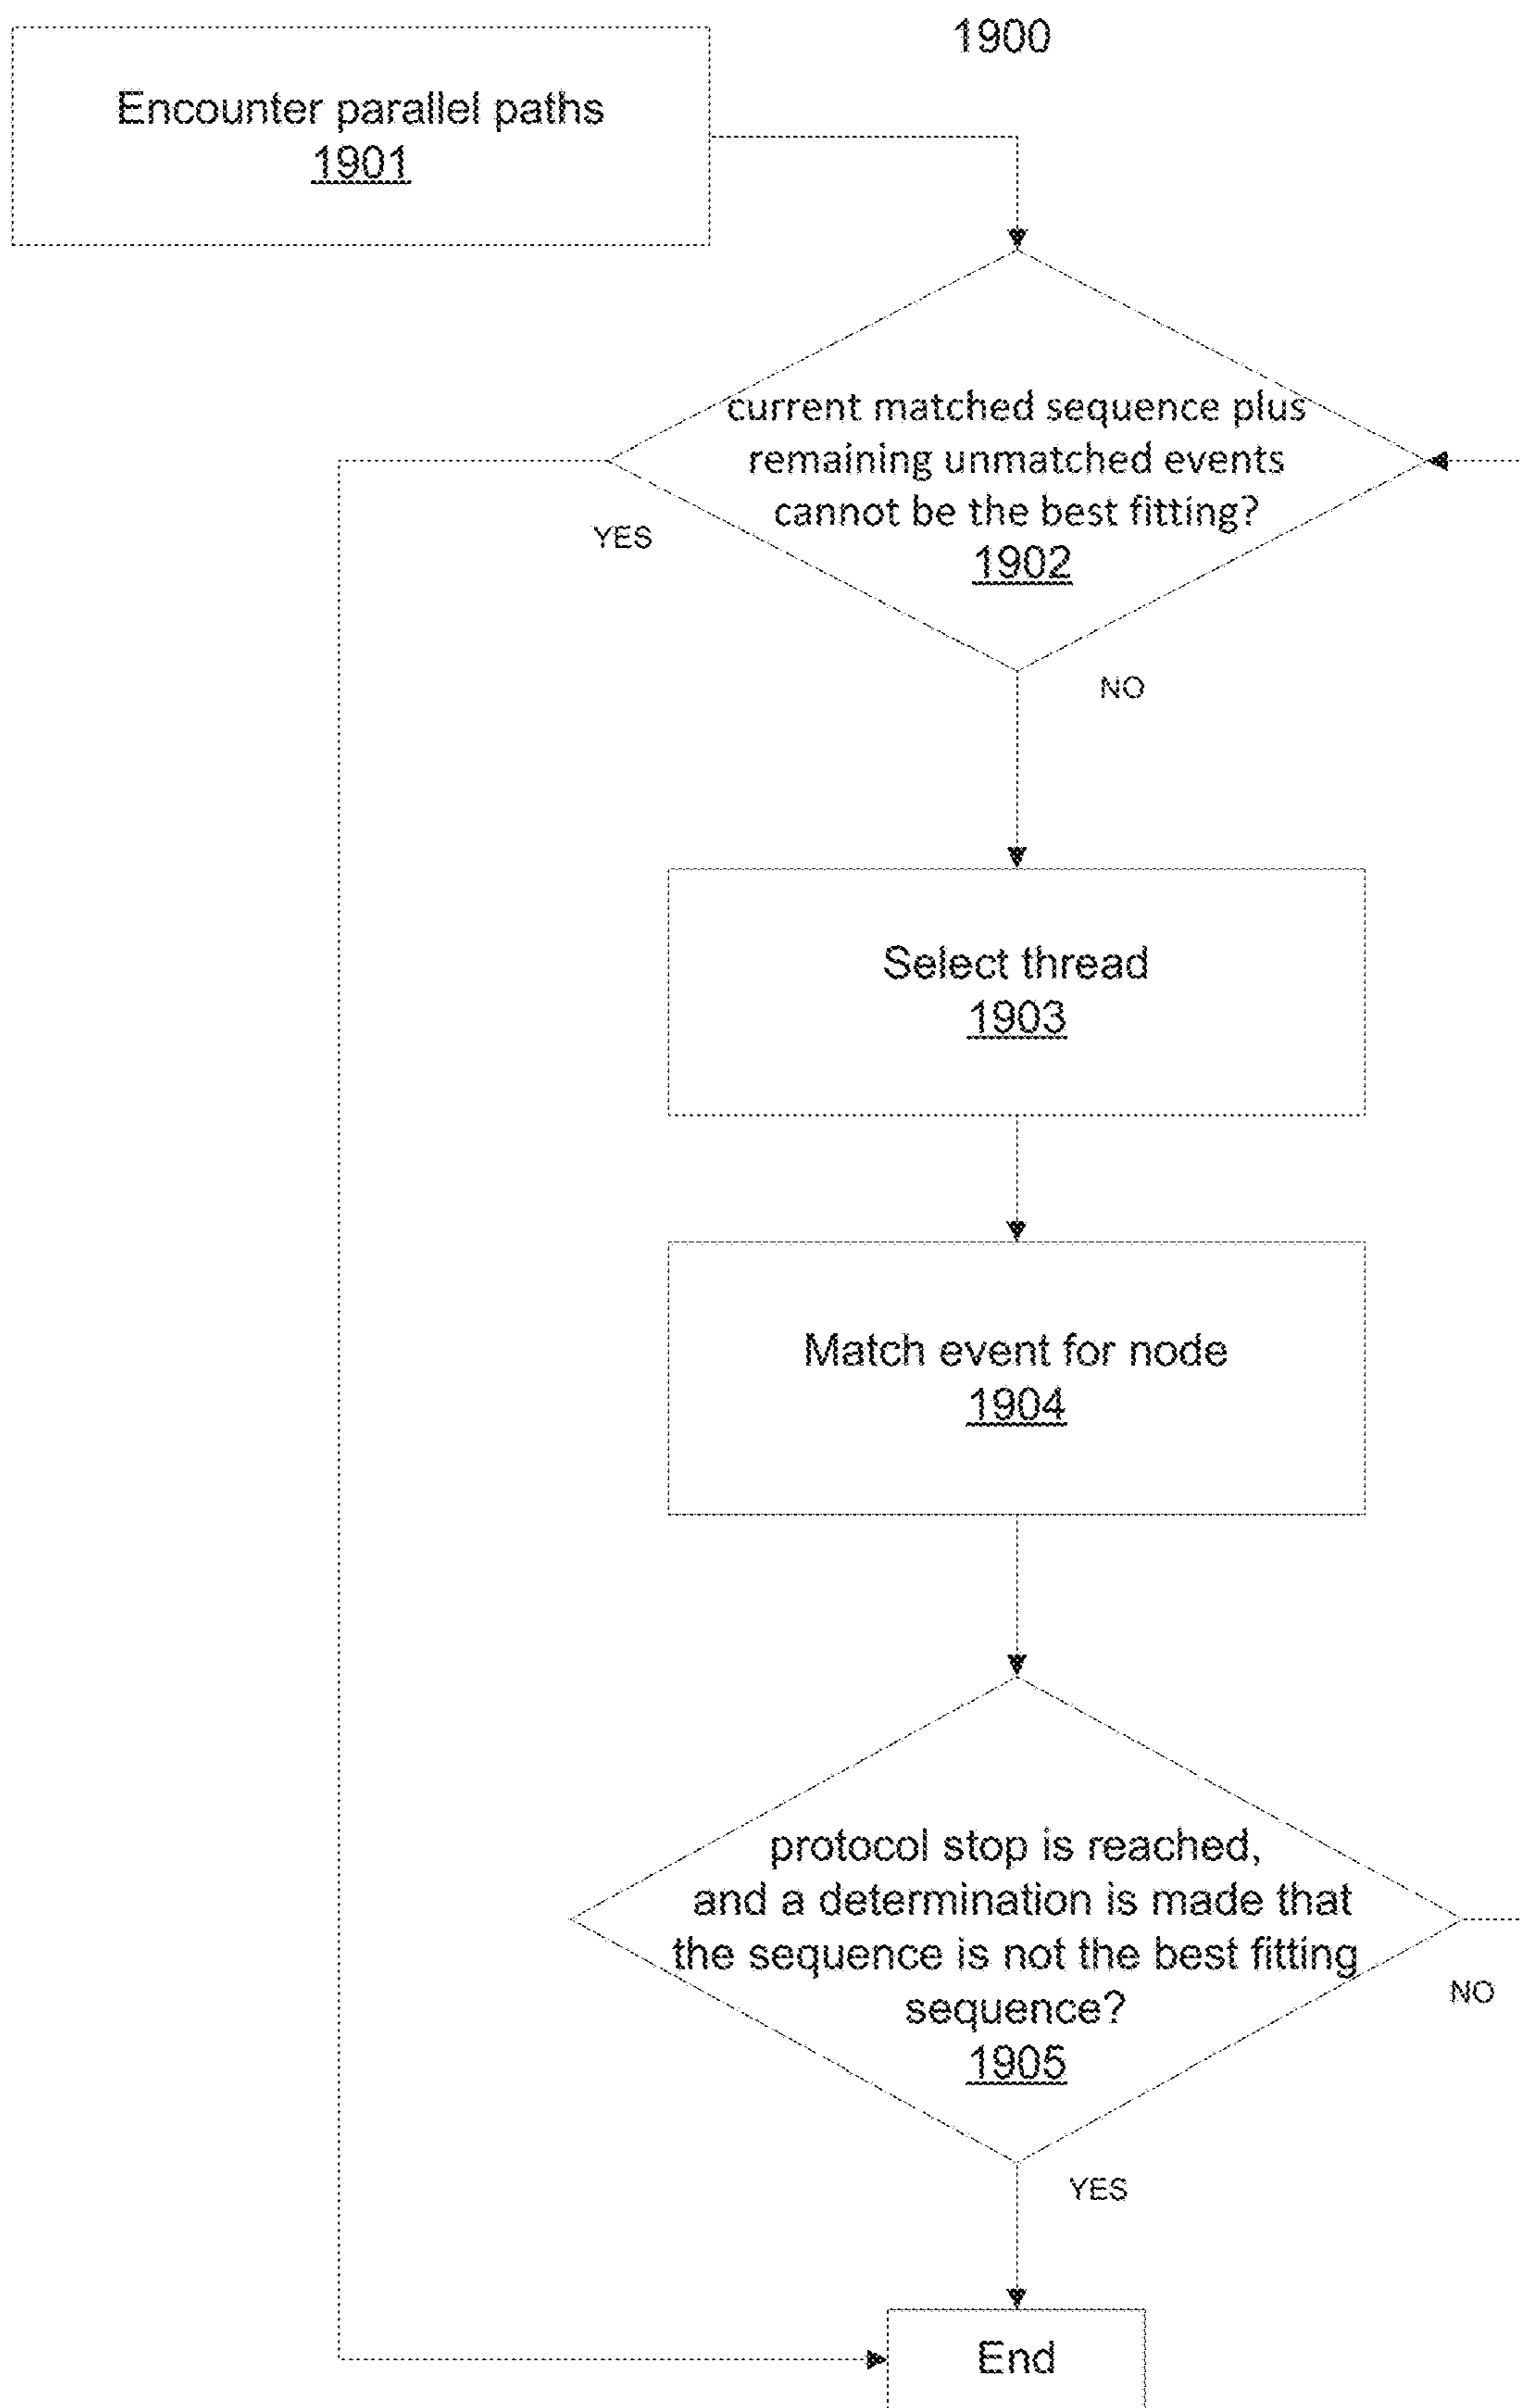 1900
Encounter parallel paths
1901
current matched sequence plus
remaining unmatched events
cannot be the best fitting?
1902
YES
NO
Select thread
1903
Match event for node
1904
protocol stop is reached,
and a determination is made that
the sequence is not the best fitting
sequence?
1905
NO
YES
End